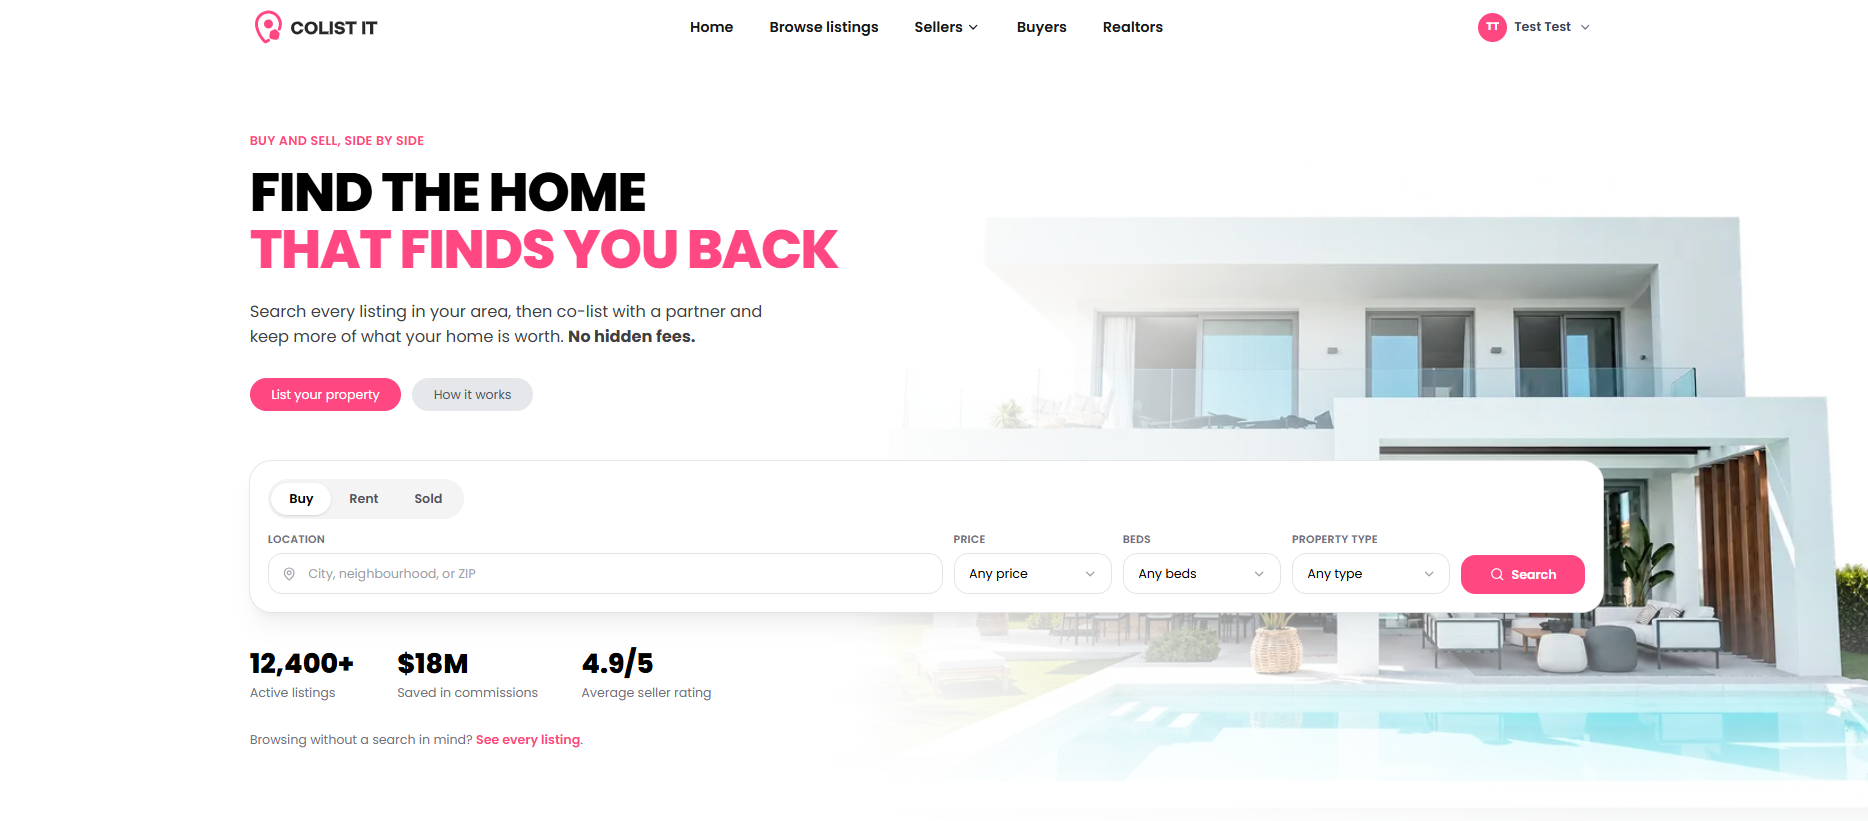 COLIST IT
Home
Browse listings
Sellers
Buyers
Realtors
TT
Test Test
BUY AND SELL, SIDE BY SIDE
FIND THE HOME
THAT FINDS YOU BACK
Search every listing in your area, then co-list with a partner and
keep more of what your home is worth. No hidden fees.
List your property
How it works
Buy
Rent
Sold
LOCATION
City, neighbourhood, or ZIP
PRICE
Any price
BEDS
Any beds
PROPERTY TYPE
Any type
Search
12,400+
Active listings
$18M
Saved in commissions
4.9/5
Average seller rating
Browsing without a search in mind? See every listing.